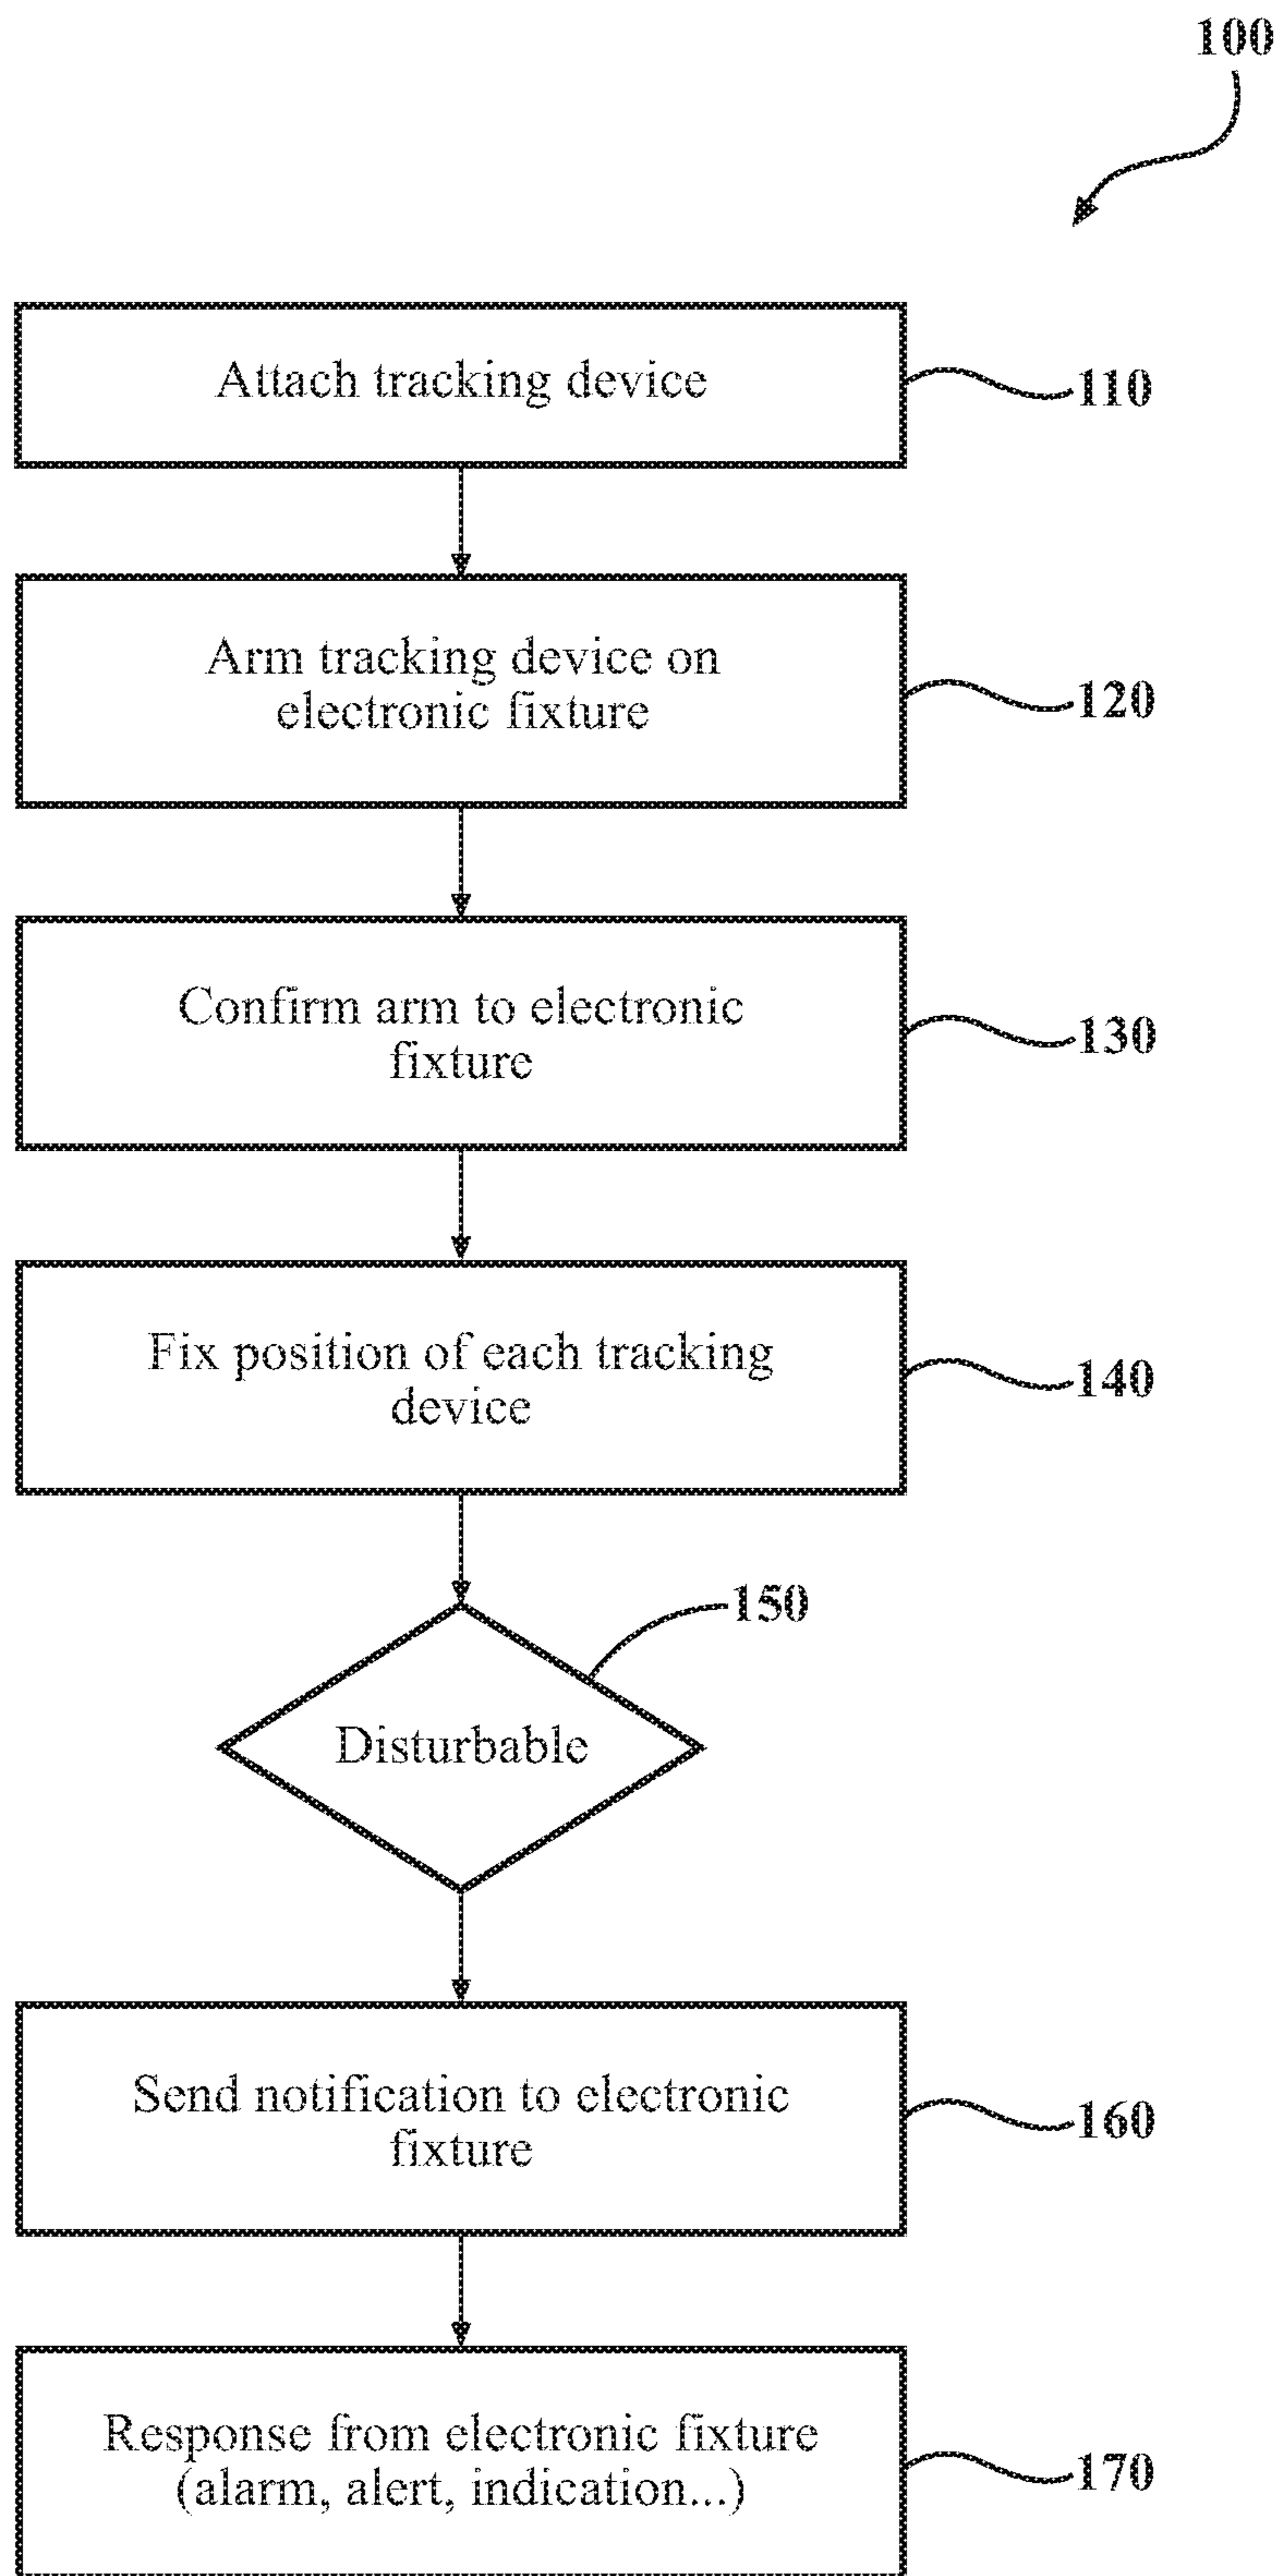 100
Attach tracking device
110
Arm tracking device on
electronic fixture
120
Confirm arm to electronic
fixture
130
Fix position of each tracking
device
140
150
Disturbable
Send notification to electronic
fixture
160
Response from electronic fixture
(alarm, alert, indication...)
170